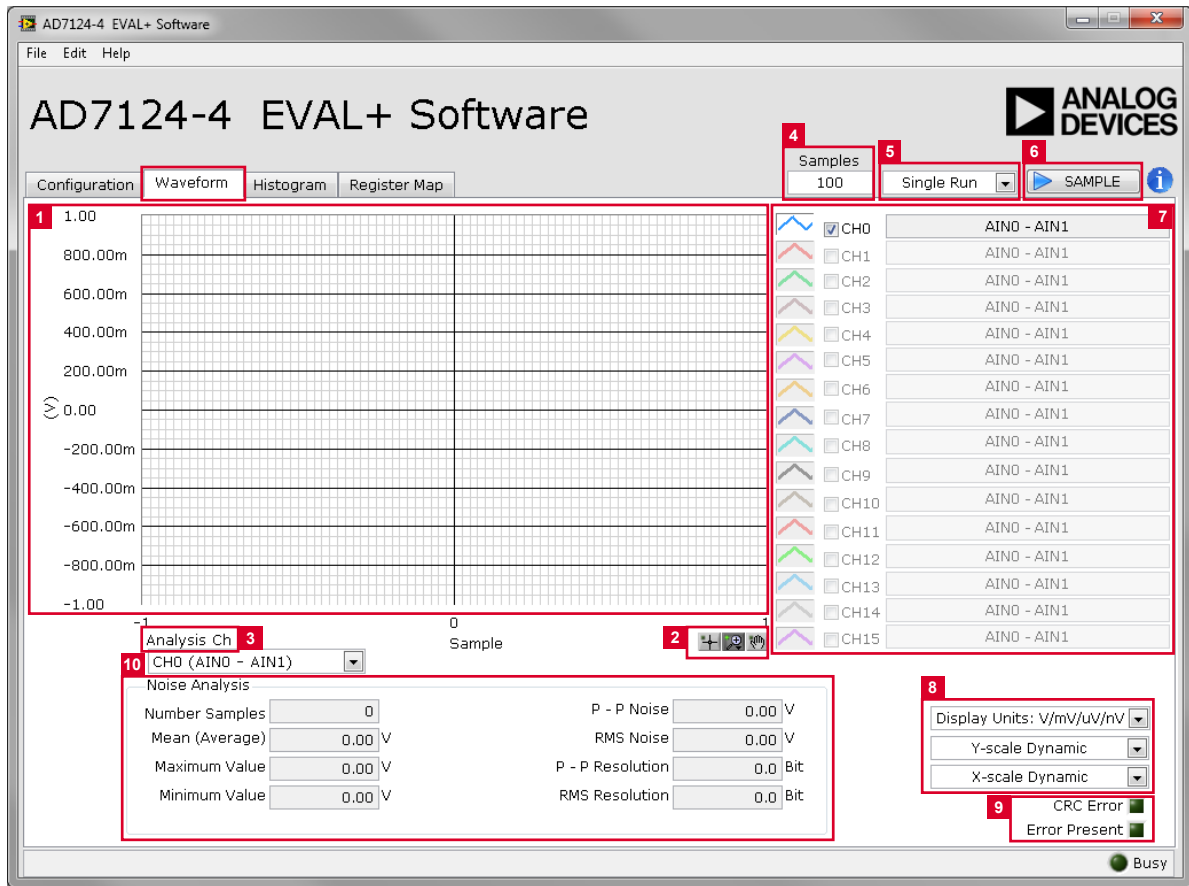 AD7124-4 EVAL+ Software
File Edit Help
AD7124-4 EVAL+ Software
ANALOG
DEVICES
4
Samples
100
5
Single Run
6
SAMPLE
i
Configuration Waveform Histogram Register Map
1
1.00
800.00m
600.00m
400.00m
200.00m
0.00
-200.00m
-400.00m
-600.00m
-800.00m
-1.00
(V)
-1 0 1
Sample
7
CH0 AIN0 - AIN1
CH1 AIN0 - AIN1
CH2 AIN0 - AIN1
CH3 AIN0 - AIN1
CH4 AIN0 - AIN1
CH5 AIN0 - AIN1
CH6 AIN0 - AIN1
CH7 AIN0 - AIN1
CH8 AIN0 - AIN1
CH9 AIN0 - AIN1
CH10 AIN0 - AIN1
CH11 AIN0 - AIN1
CH12 AIN0 - AIN1
CH13 AIN0 - AIN1
CH14 AIN0 - AIN1
CH15 AIN0 - AIN1
2
Analysis Ch 3
10
CH0 (AIN0 - AIN1)
Noise Analysis
Number Samples 0
Mean (Average) 0.00 V
Maximum Value 0.00 V
Minimum Value 0.00 V
P - P Noise 0.00 V
RMS Noise 0.00 V
P - P Resolution 0.0 Bit
RMS Resolution 0.0 Bit
8
Display Units: V/mV/uV/nV
Y-scale Dynamic
X-scale Dynamic
9
CRC Error
Error Present
Busy